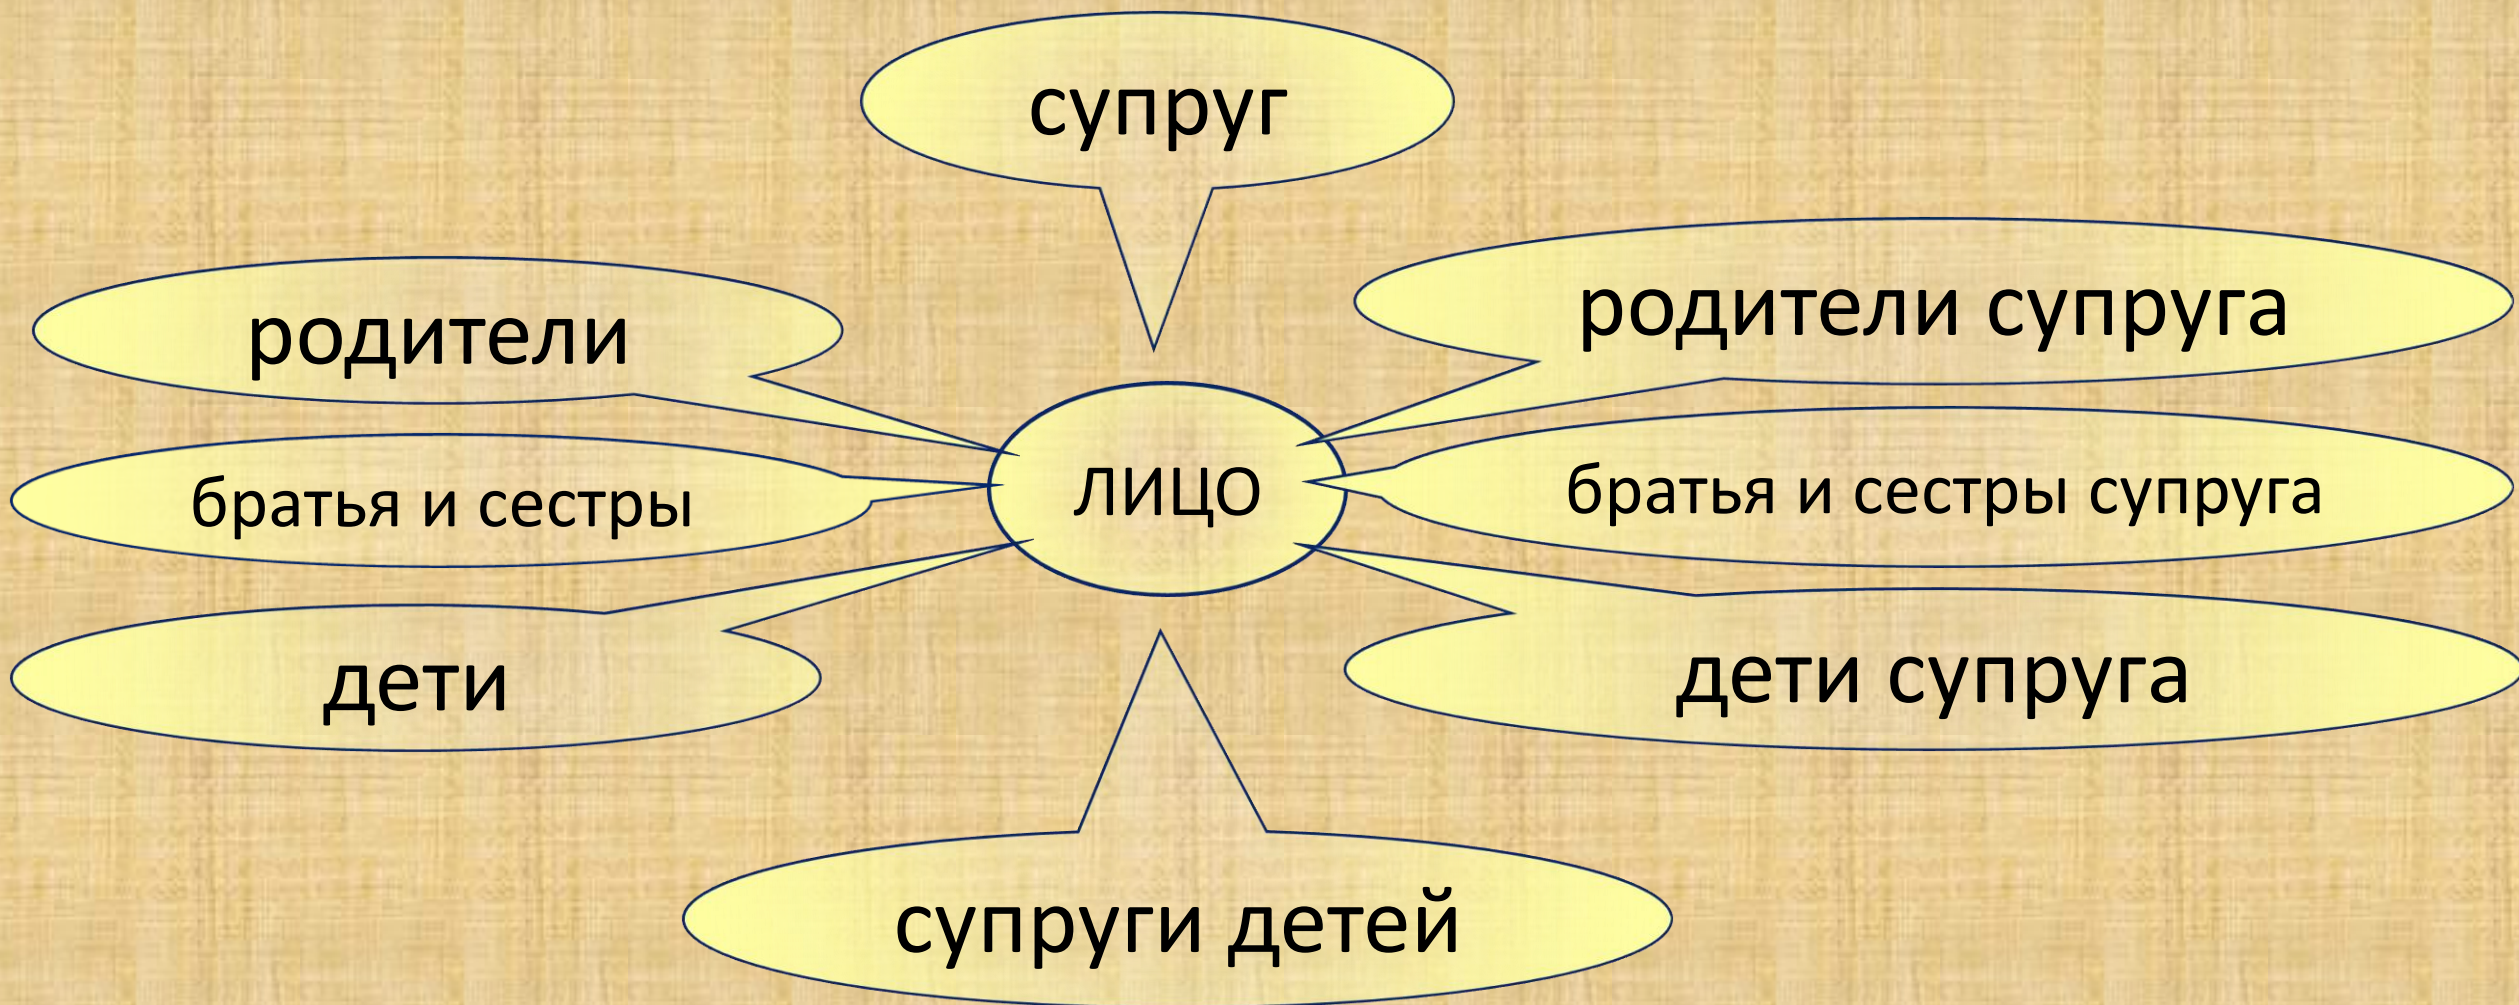 супруг
родители
родители супруга
братья и сестры
ЛИЦО
братья и сестры супруга
дети
дети супруга
супруги детей